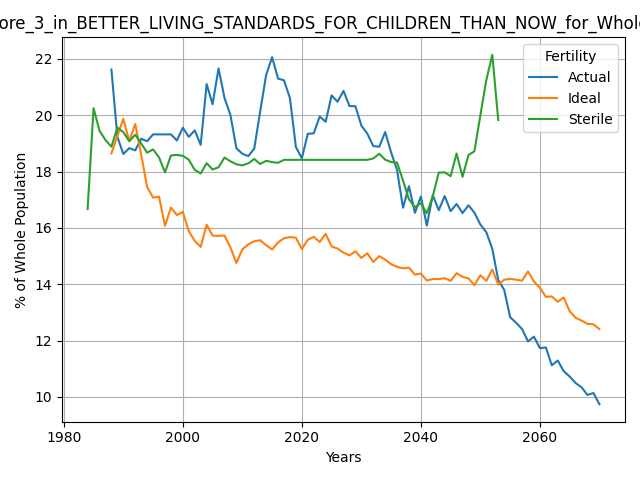 ore_3_in_BETTER_LIVING_STANDARDS_FOR_CHILDREN_THAN_NOW_for_Whole
% of Whole Population
22
20
18
16
14
12
10
Fertility
Actual
Ideal
Sterile
1980 2000 2020 2040 2060
Years